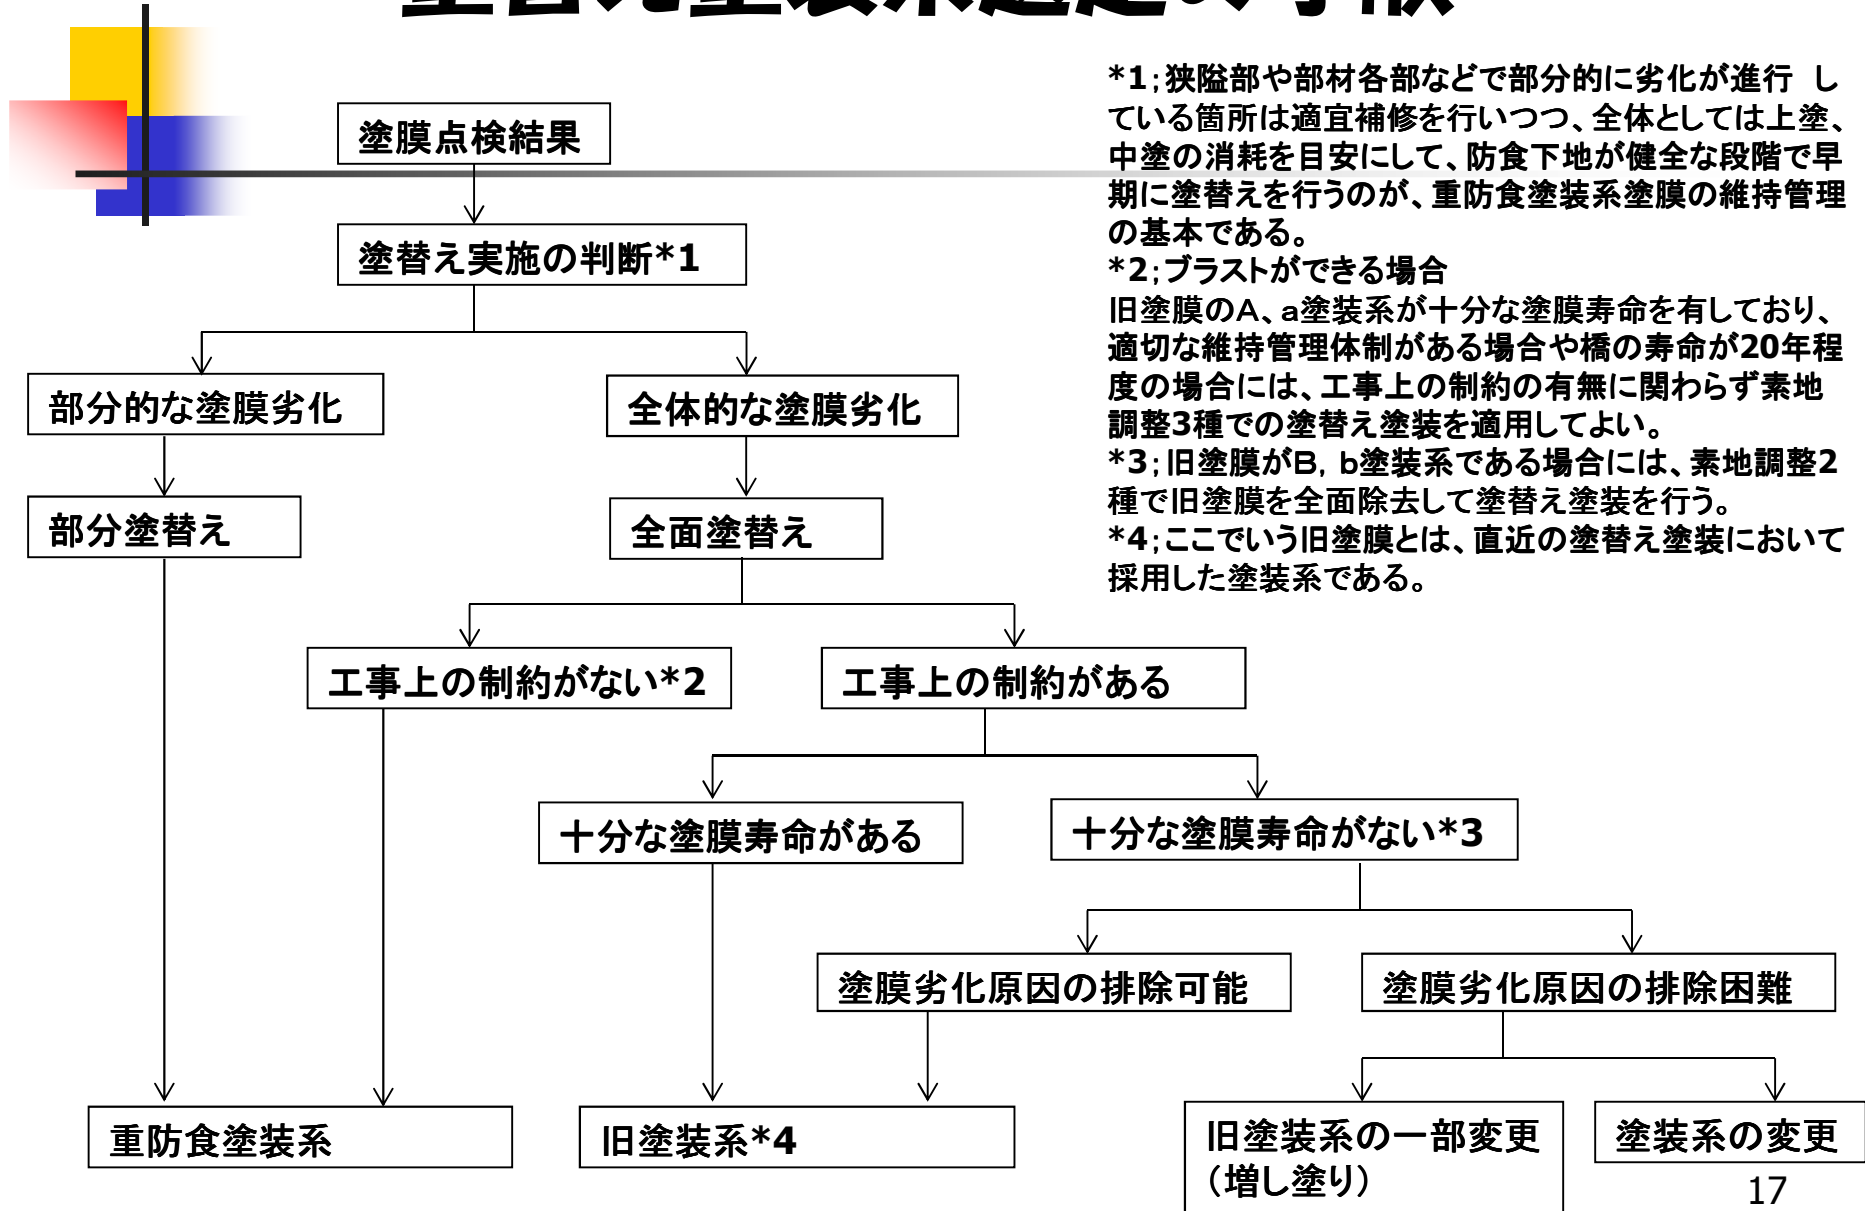 塗替え塗装系選定の手順
塗膜点検結果
塗替え実施の判断*1
部分的な塗膜劣化
全体的な塗膜劣化
部分塗替え
全面塗替え
工事上の制約がない*2
工事上の制約がある
十分な塗膜寿命がある
十分な塗膜寿命がない*3
塗膜劣化原因の排除可能
塗膜劣化原因の排除困難
重防食塗装系
旧塗装系*4
旧塗装系の一部変更
(増し塗り)
塗装系の変更
*1;狭隘部や部材各部などで部分的に劣化が進行 し
ている箇所は適宜補修を行いつつ、全体としては上塗、
中塗の消耗を目安にして、防食下地が健全な段階で早
期に塗替えを行うのが、重防食塗装系塗膜の維持管理
の基本である。
*2;ブラストができる場合
旧塗膜のA、a塗装系が十分な塗膜寿命を有しており、
適切な維持管理体制がある場合や橋の寿命が20年程
度の場合には、工事上の制約の有無に関わらず素地
調整3種での塗替え塗装を適用してよい。
*3;旧塗膜がB,b塗装系である場合には、素地調整2
種で旧塗膜を全面除去して塗替え塗装を行う。
*4;ここでいう旧塗膜とは、直近の塗替え塗装において
採用した塗装系である。
17